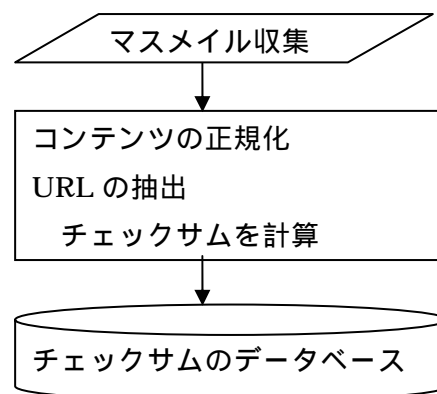 マスメイル収集
コンテンツの正規化
URL の抽出
チェックサムを計算
チェックサムのデータベース